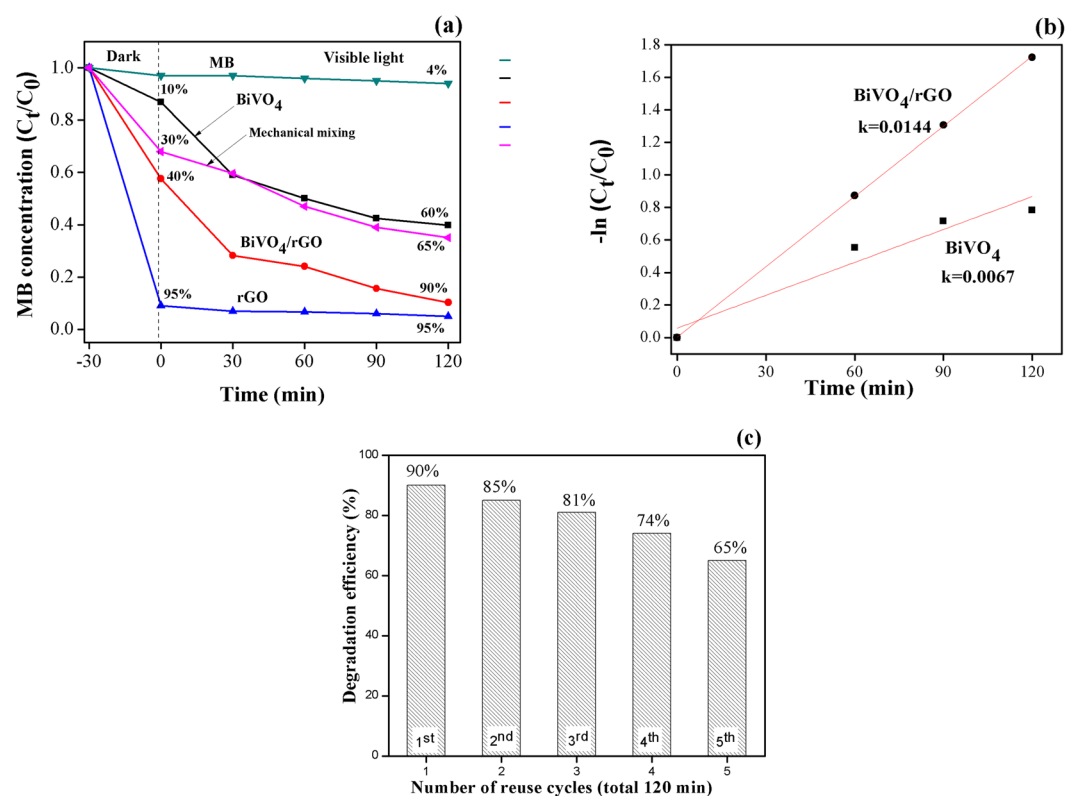 (a)
Dark
MB
Visible light
4%
10%
BiVO4
Mechanical mixing
30%
40%
60%
65%
BiVO4/rGO
90%
95%
rGO
95%
MB concentration (Ct/C0)
1.0
0.8
0.6
0.4
0.2
0.0
-30
0
30
60
90
120
Time (min)
(b)
-ln (Ct/C0)
1.8
1.6
1.4
1.2
1.0
0.8
0.6
0.4
0.2
0.0
BiVO4/rGO
k=0.0144
BiVO4
k=0.0067
0
30
60
90
120
Time (min)
(c)
Degradation efficiency (%)
100
80
60
40
20
0
90%
85%
81%
74%
65%
1st
2nd
3rd
4th
5th
1
2
3
4
5
Number of reuse cycles (total 120 min)